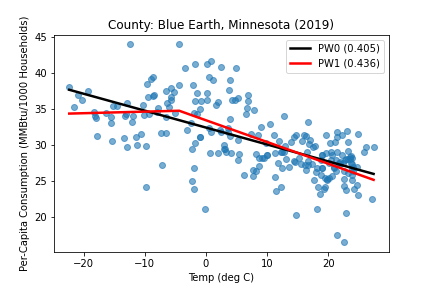 County: Blue Earth, Minnesota (2019)
Per-Capita Consumption (MMBtu/1000 Households)
45
40
35
30
25
20
PW0 (0.405)
PW1 (0.436)
−20
−10
0
10
20
Temp (deg C)